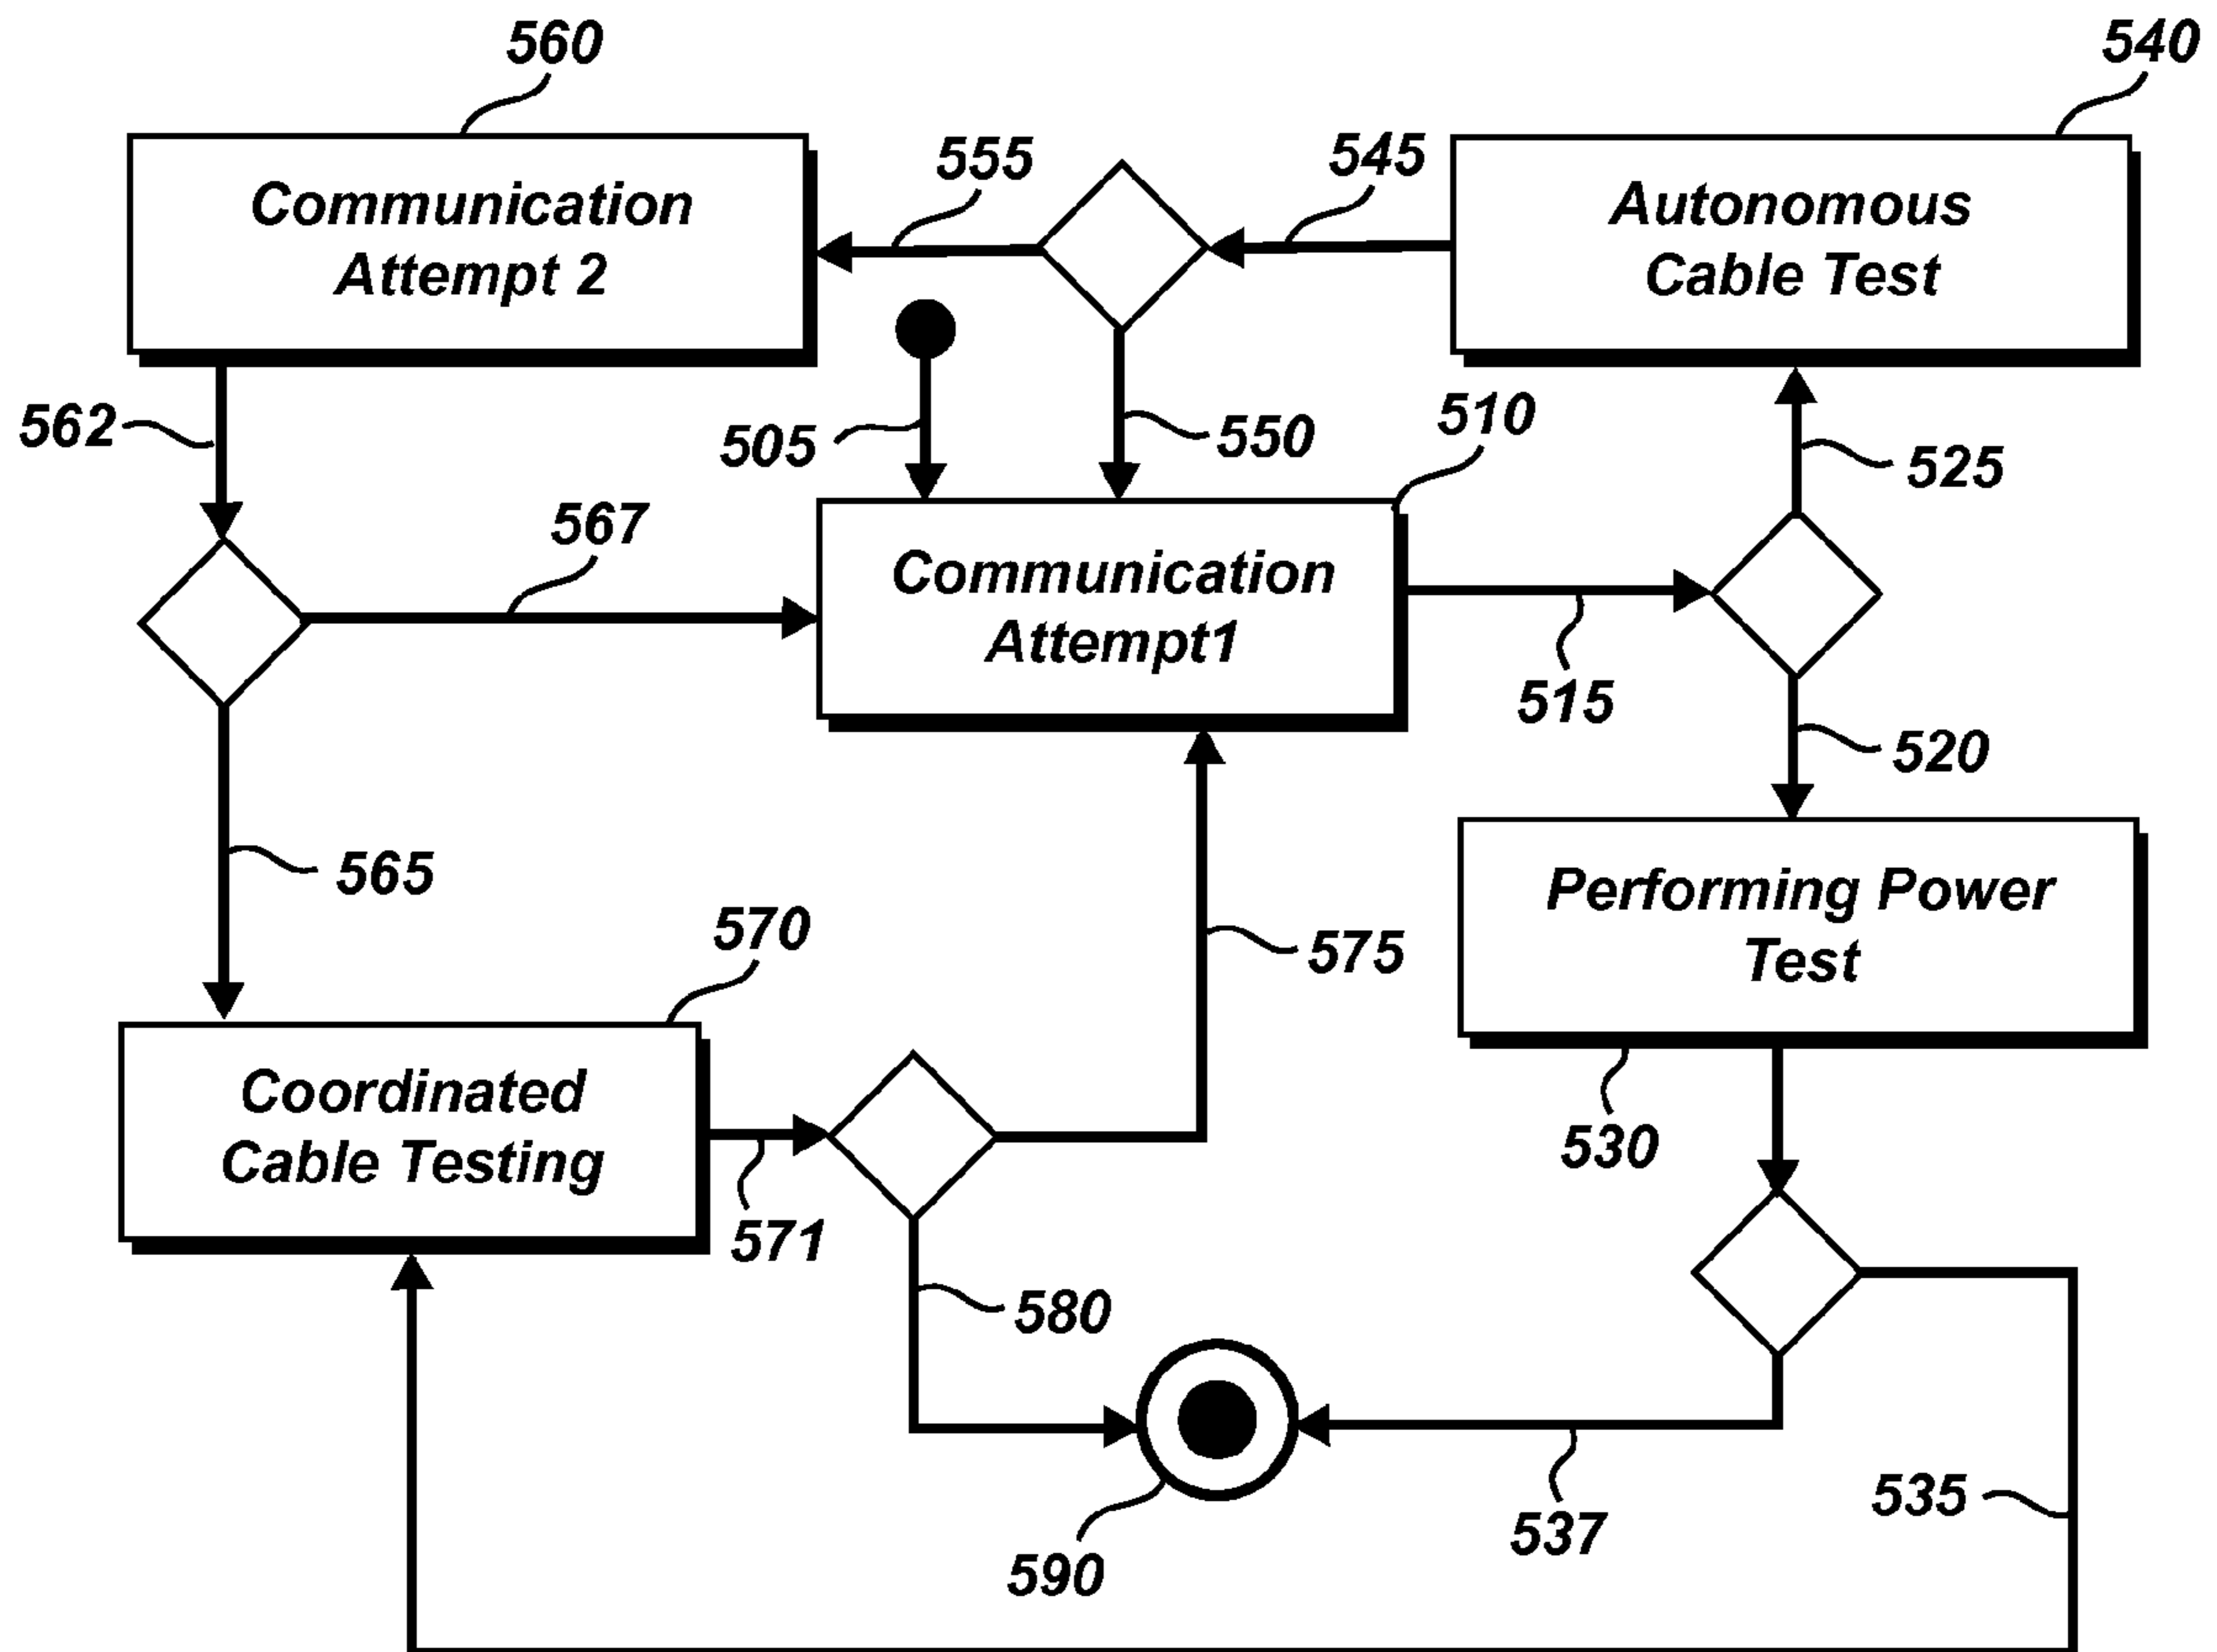 560
540
555
545
Communication
Attempt 2
Autonomous
Cable Test
562
505
550
510
525
567
Communication
Attempt1
515
520
565
570
575
Performing Power
Test
530
Coordinated
Cable Testing
571
580
535
537
590